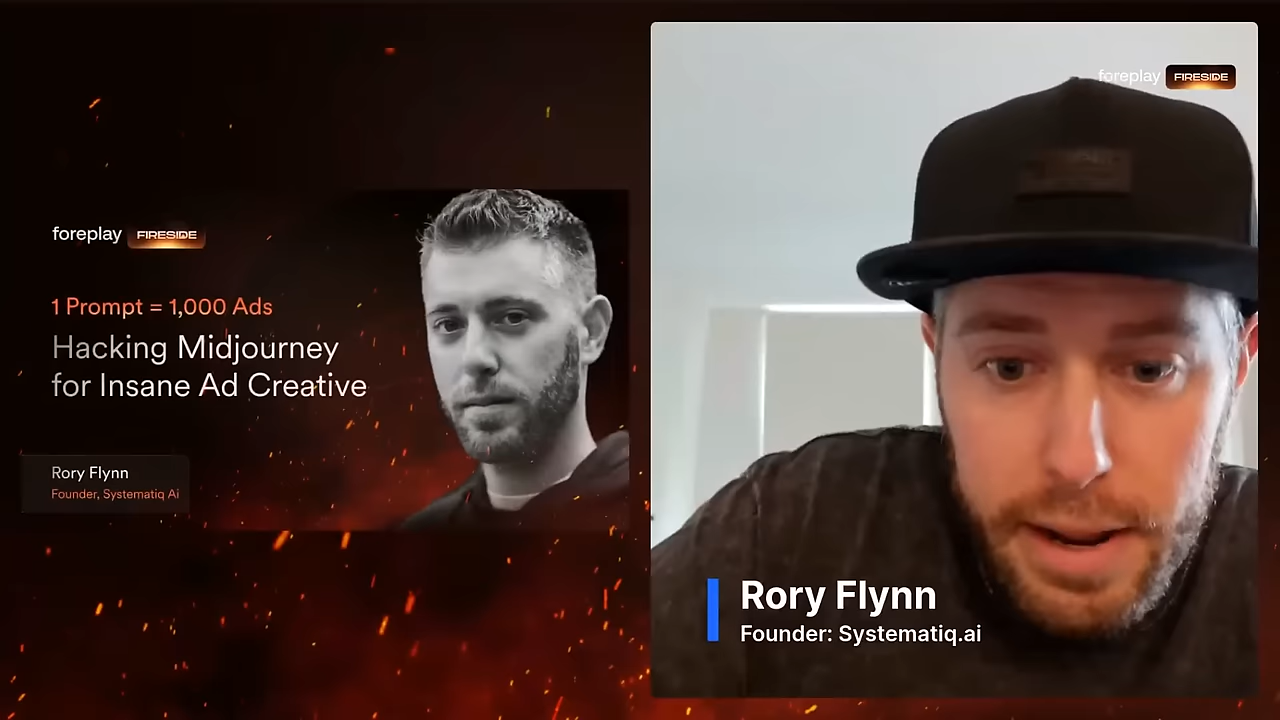 foreplay FIRESIDE
1 Prompt = 1,000 Ads
Hacking Midjourney
for Insane Ad Creative
Rory Flynn
Founder, Systematiq Ai
foreplay FIRESIDE
Rory Flynn
Founder: Systematiq.ai